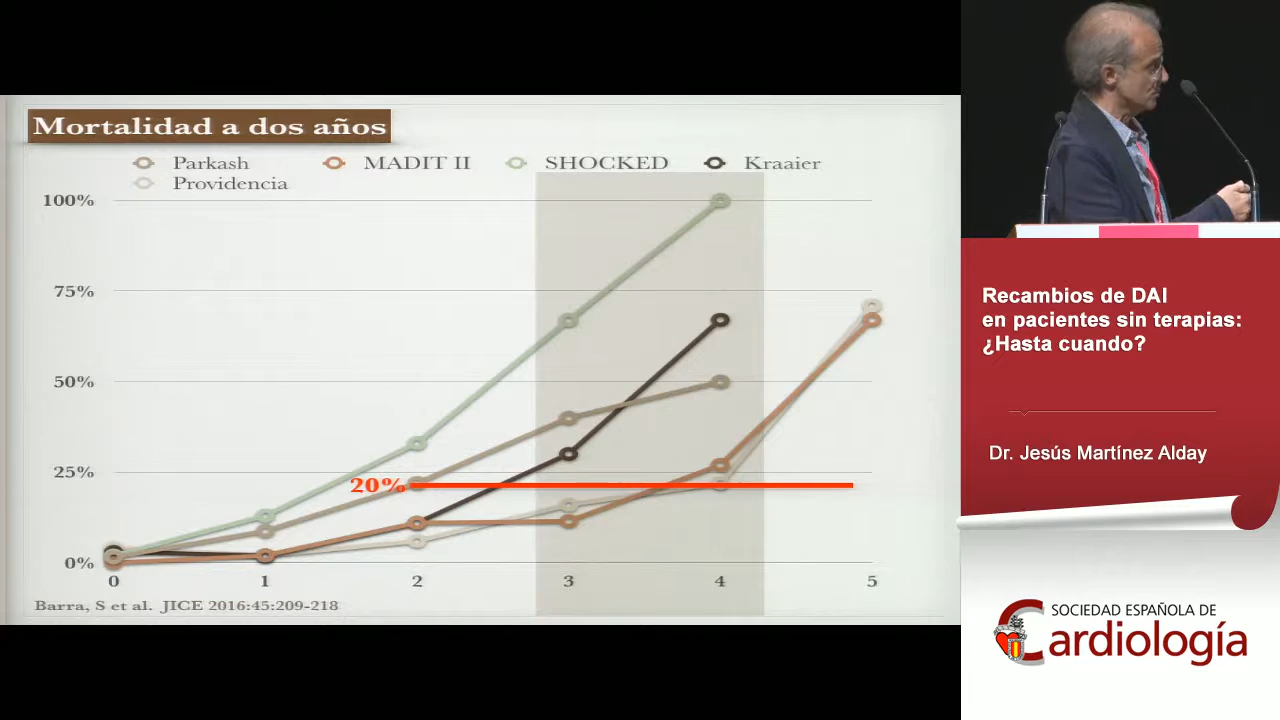 Mortalidad a dos años
Parkash MADIT II SHOCKED Kraaier
Providencia
100%
75%
50%
25%
20%
0%
0 1 2 3 4 5
Barra, S et al. JICE 2016:45:209-218
Recambios de DAI
en pacientes sin terapias:
¿Hasta cuando?
Dr. Jesús Martínez Alday
SOCIEDAD ESPAÑOLA DE
Cardiología